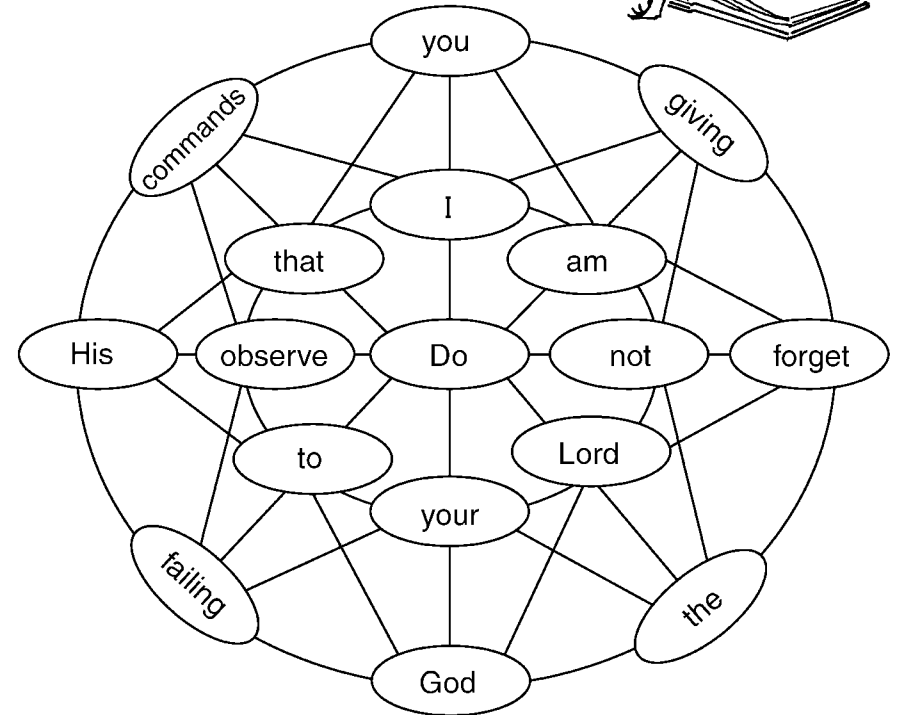 you
commands
giving
I
that
am
His
observe
Do
not
forget
to
Lord
your
failing
the
God